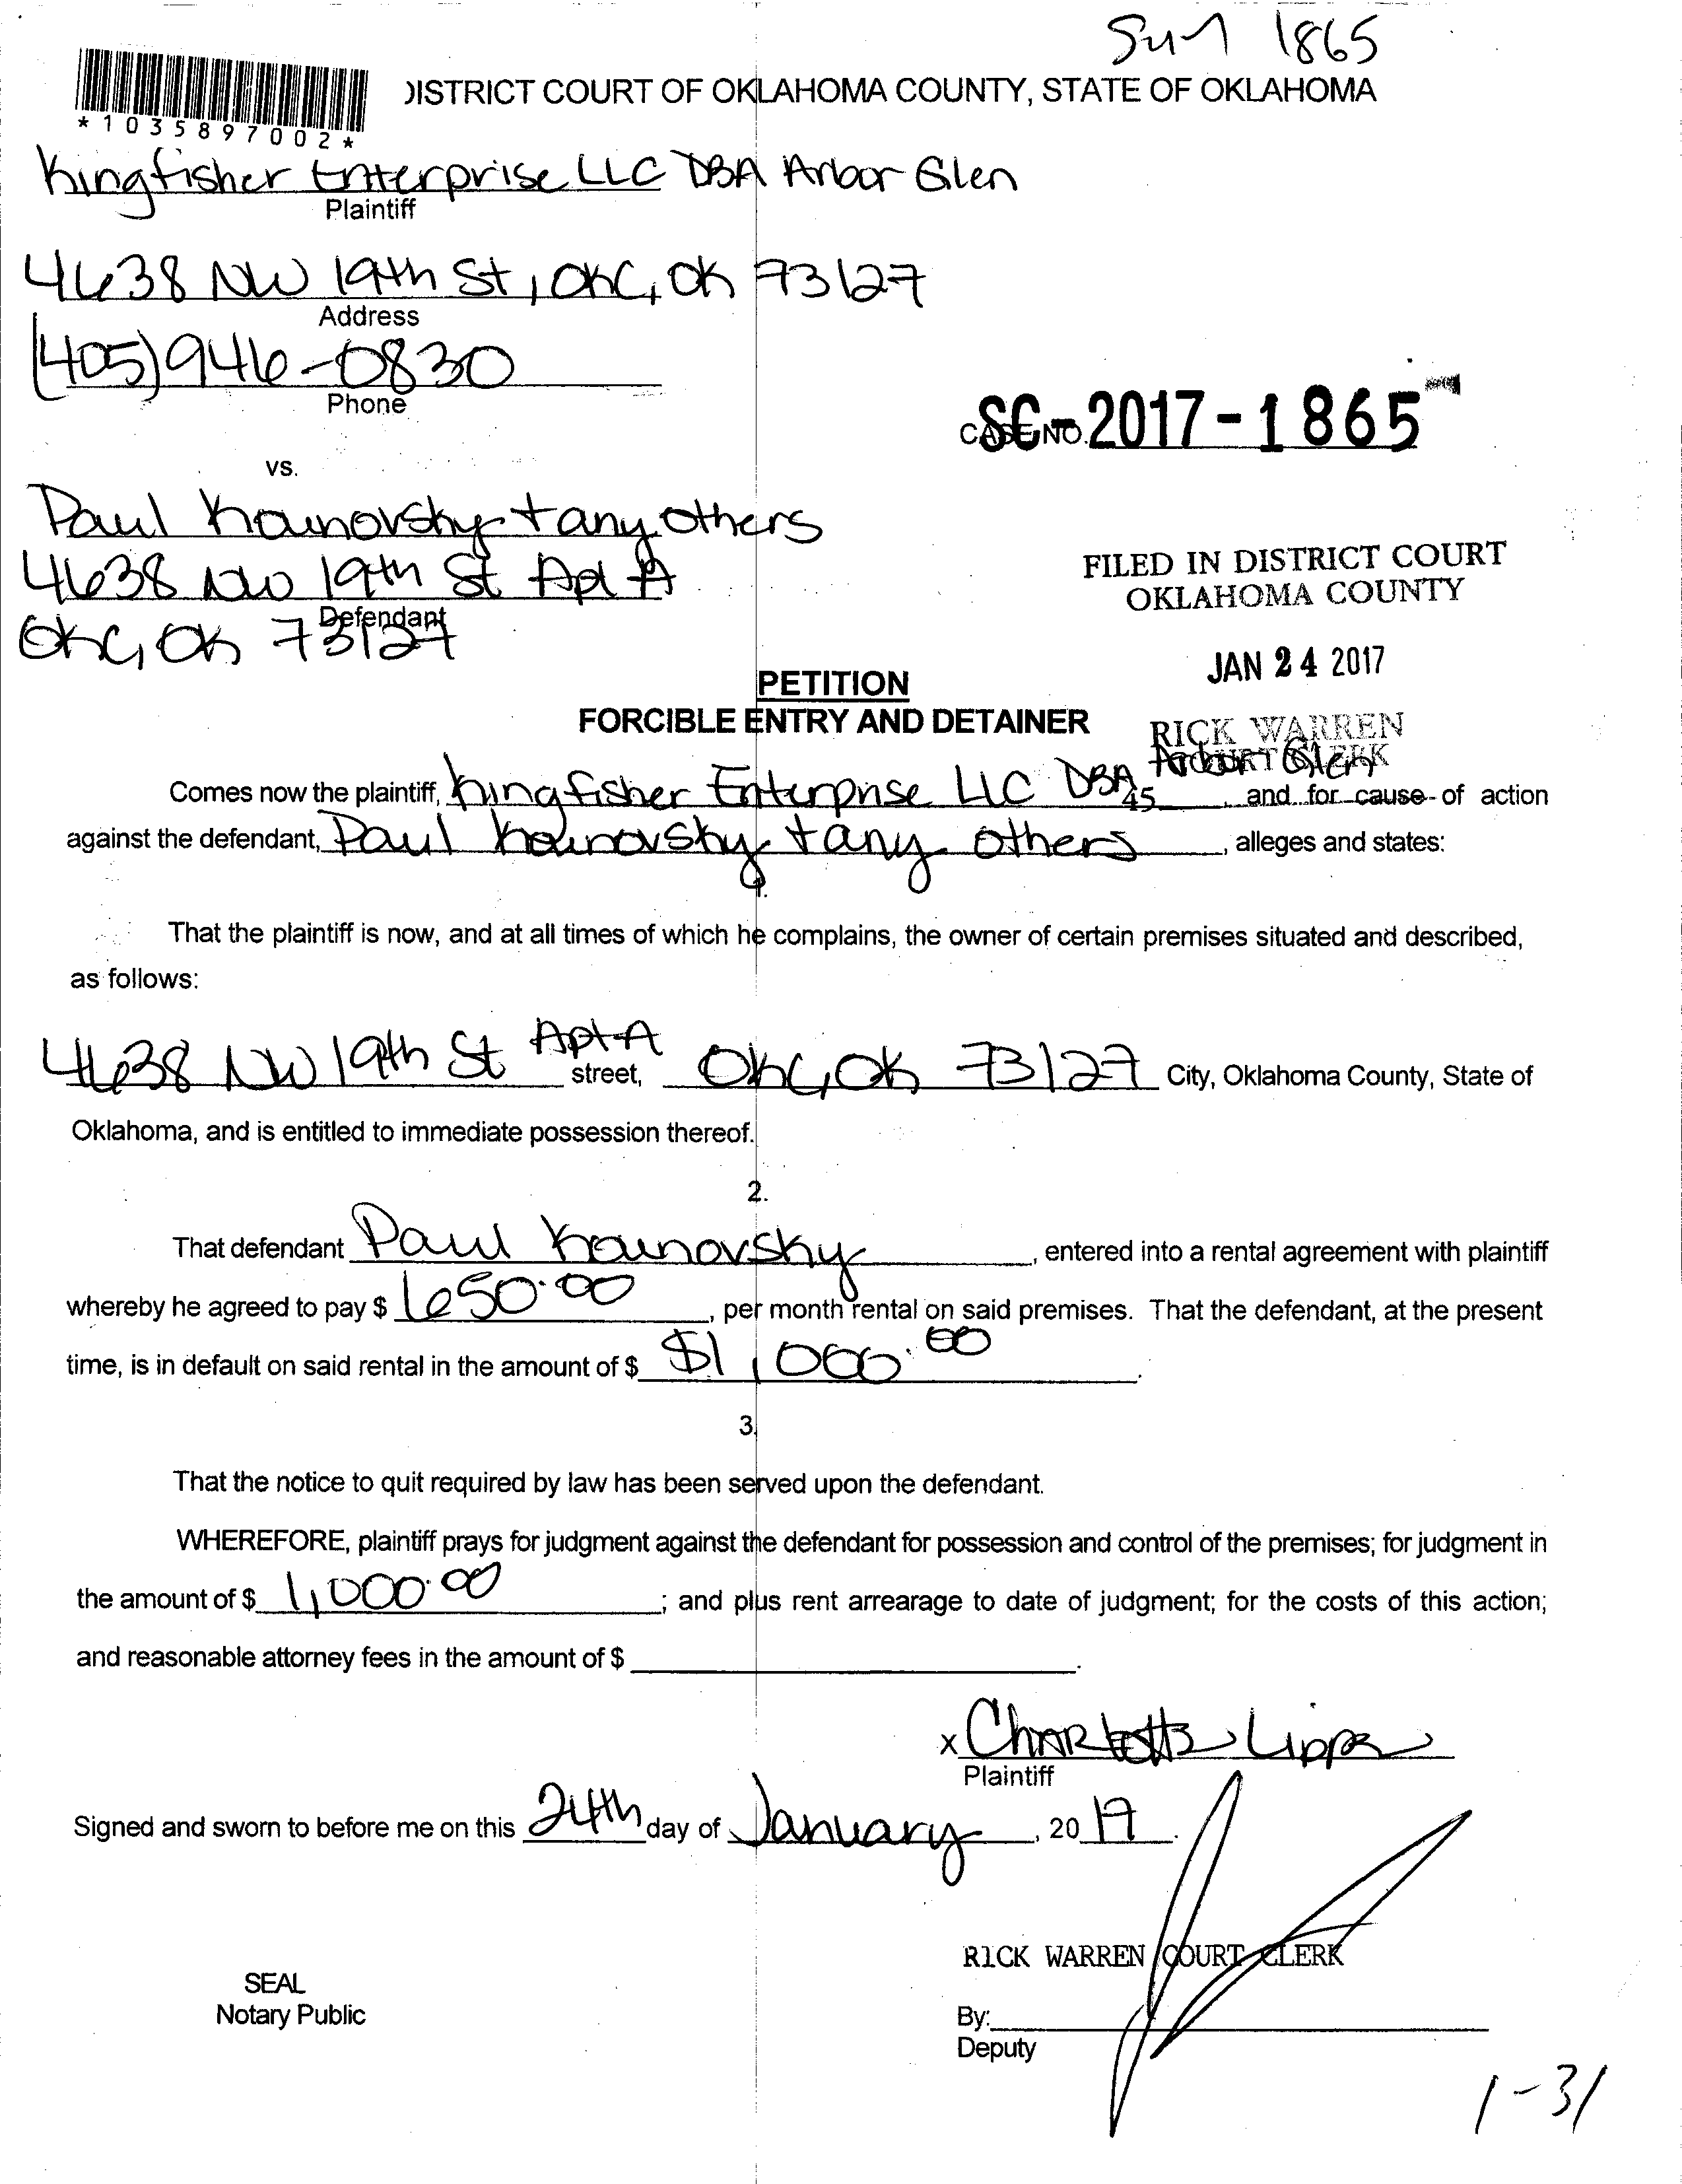 1865
DISTRICT COURT OF OKLAHOMA COUNTY, STATE OF OKLAHOMA
*1035897002*
Kingfisher Enterprise LLC DBA Arbor Glen
Plaintiff
4638 NW 19th St, OKC, OK 73127
Address
(405)946-0830
Phone
CASE NO. SC-2017-1865
vs.
Paul + any others
4638 NW 19th St Apt A
Defendant
OKC, OK 73127
FILED IN DISTRICT COURT
OKLAHOMA COUNTY
JAN 24 2017
RICK WARREN
COURT CLERK
45
PETITION
FORCIBLE ENTRY AND DETAINER
Comes now the plaintiff, Kingfisher Enterprise LLC DBA Arbor Glen, and for cause of action
against the defendant, Paul + any others, alleges and states:
1.
That the plaintiff is now, and at all times of which he complains, the owner of certain premises situated and described,
as follows:
4638 NW 19th St Apt A street, OKC, OK 73127 City, Oklahoma County, State of
Oklahoma, and is entitled to immediate possession thereof.
2.
That defendant Paul, entered into a rental agreement with plaintiff
whereby he agreed to pay $ 650.00, per month rental on said premises. That the defendant, at the present
time, is in default on said rental in the amount of $ $1,000.00.
3.
That the notice to quit required by law has been served upon the defendant.
WHEREFORE, plaintiff prays for judgment against the defendant for possession and control of the premises; for judgment in
the amount of $ 1,000.00; and plus rent arrearage to date of judgment; for the costs of this action;
and reasonable attorney fees in the amount of $ .
x Charlotte
Plaintiff
Signed and sworn to before me on this 24th day of January, 2017.
RICK WARREN COURT CLERK
SEAL
Notary Public
By:
Deputy
1-31